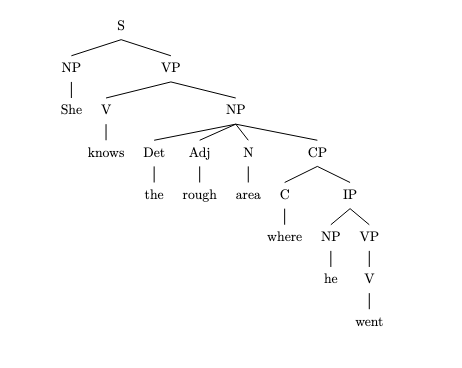 S
NP VP
She V NP
knows Det Adj N CP
the rough area C IP
where NP VP
he V
went